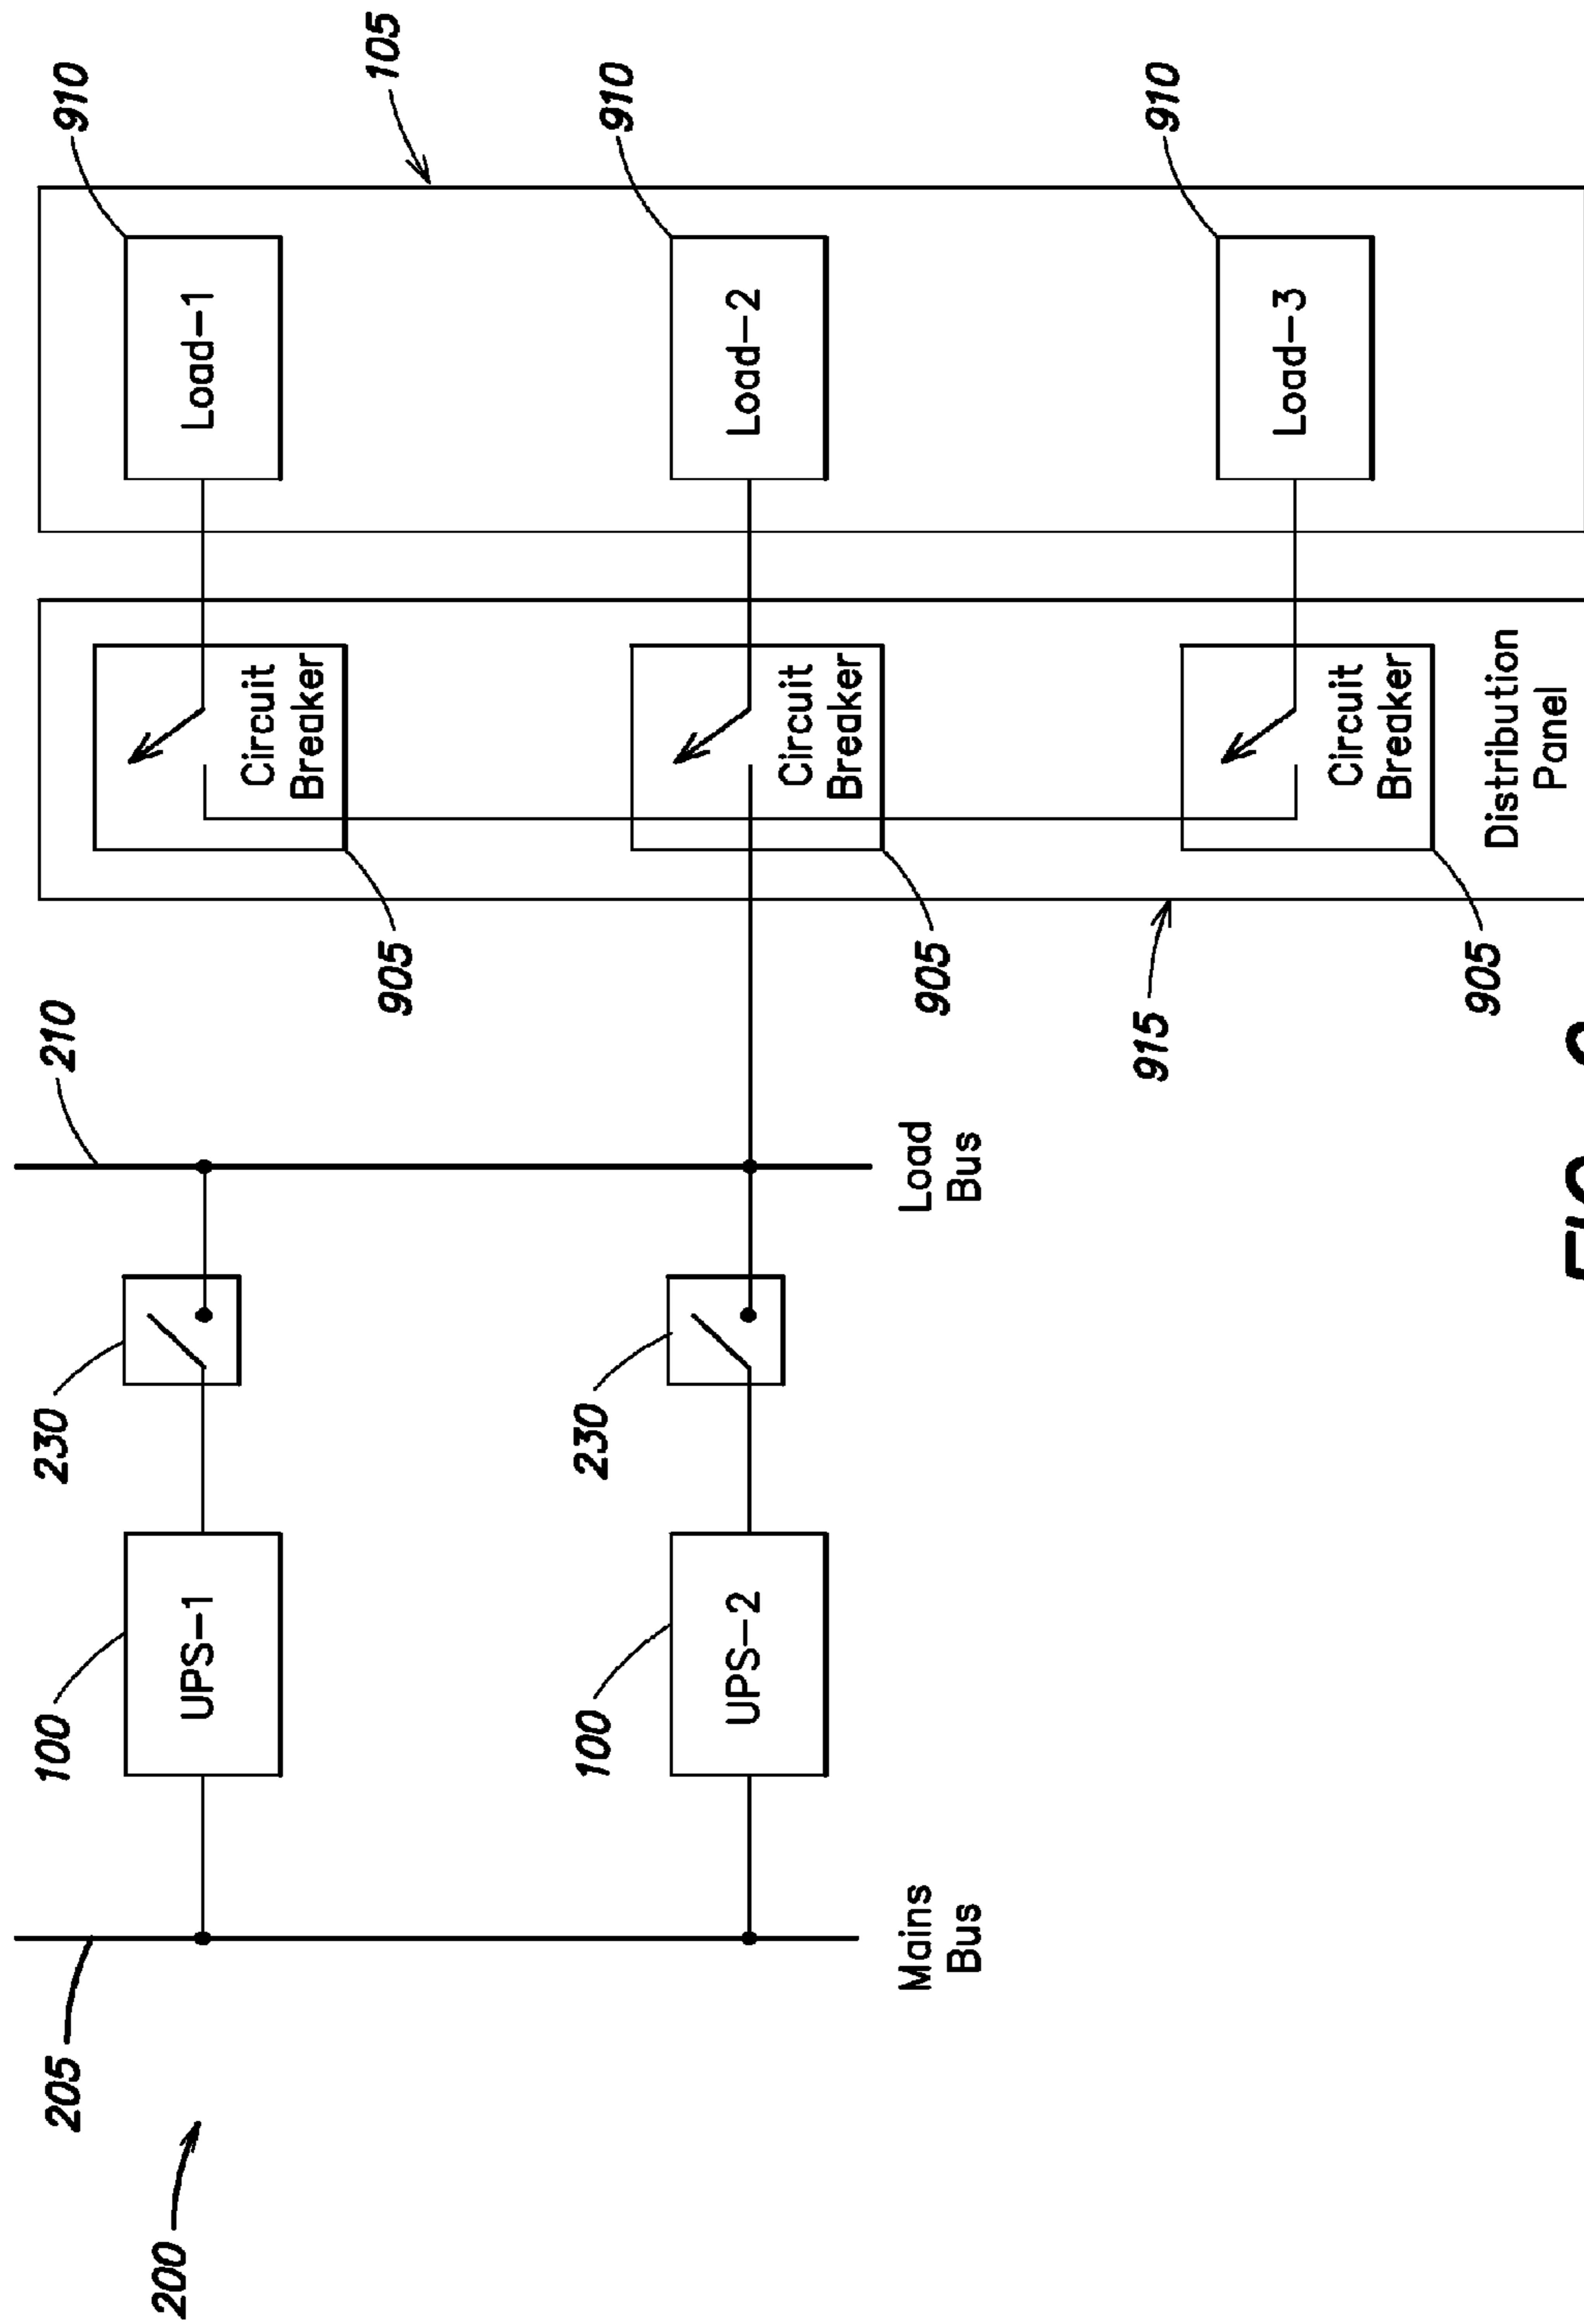 205
100
230
210
910
200
UPS-1
Load-1
Circuit
Breaker
105
905
100
230
910
UPS-2
Load-2
Circuit
Breaker
Mains
Bus
Load
Bus
905
915
910
Load-3
Circuit
Breaker
905
Distribution
Panel